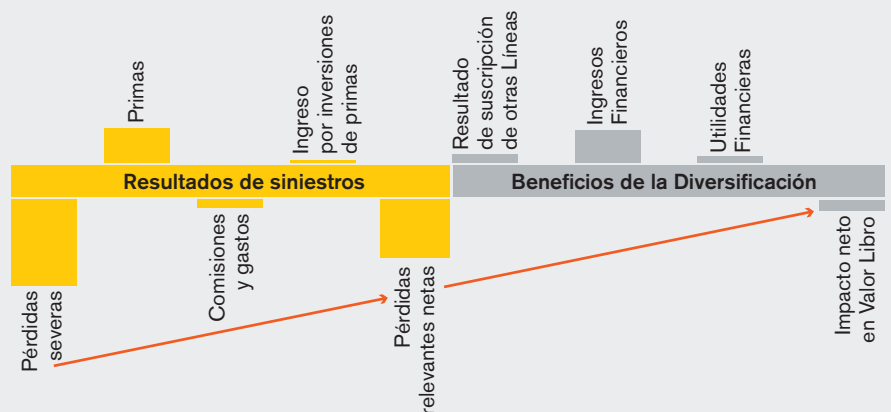 Pérdidas
severas
Primas
Comisiones
y gastos
Ingreso
por inversiones
de primas
Pérdidas
relevantes netas
Resultados de siniestros
Resultado
de suscripción
de otras Líneas
Ingresos
Financieros
Utilidades
Financieras
Impacto neto
en Valor Libro
Beneficios de la Diversificación